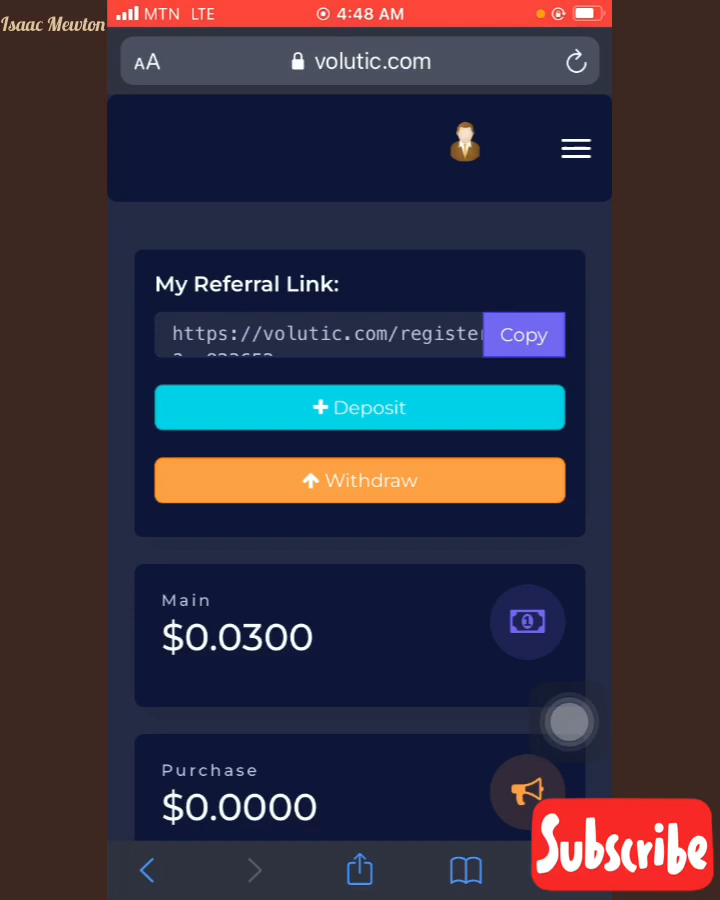 Isaac Mewton
MTN LTE 4:48 AM
AA volutic.com
My Referral Link:
https://volutic.com/register
Copy
Deposit
Withdraw
Main
$0.0300
Purchase
$0.0000
Subscribe